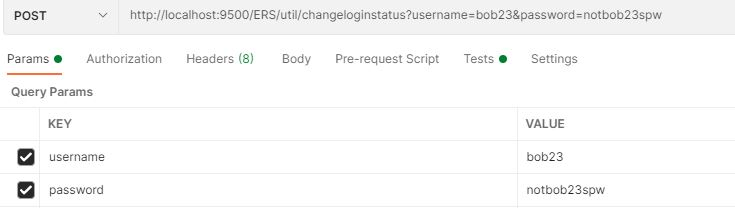 POST http://localhost:9500/ERS/util/changeloginstatus?username=bob23&password=notbob23spw
Params Authorization Headers (8) Body Pre-request Script Tests Settings
Query Params
KEY VALUE
username bob23
password notbob23spw